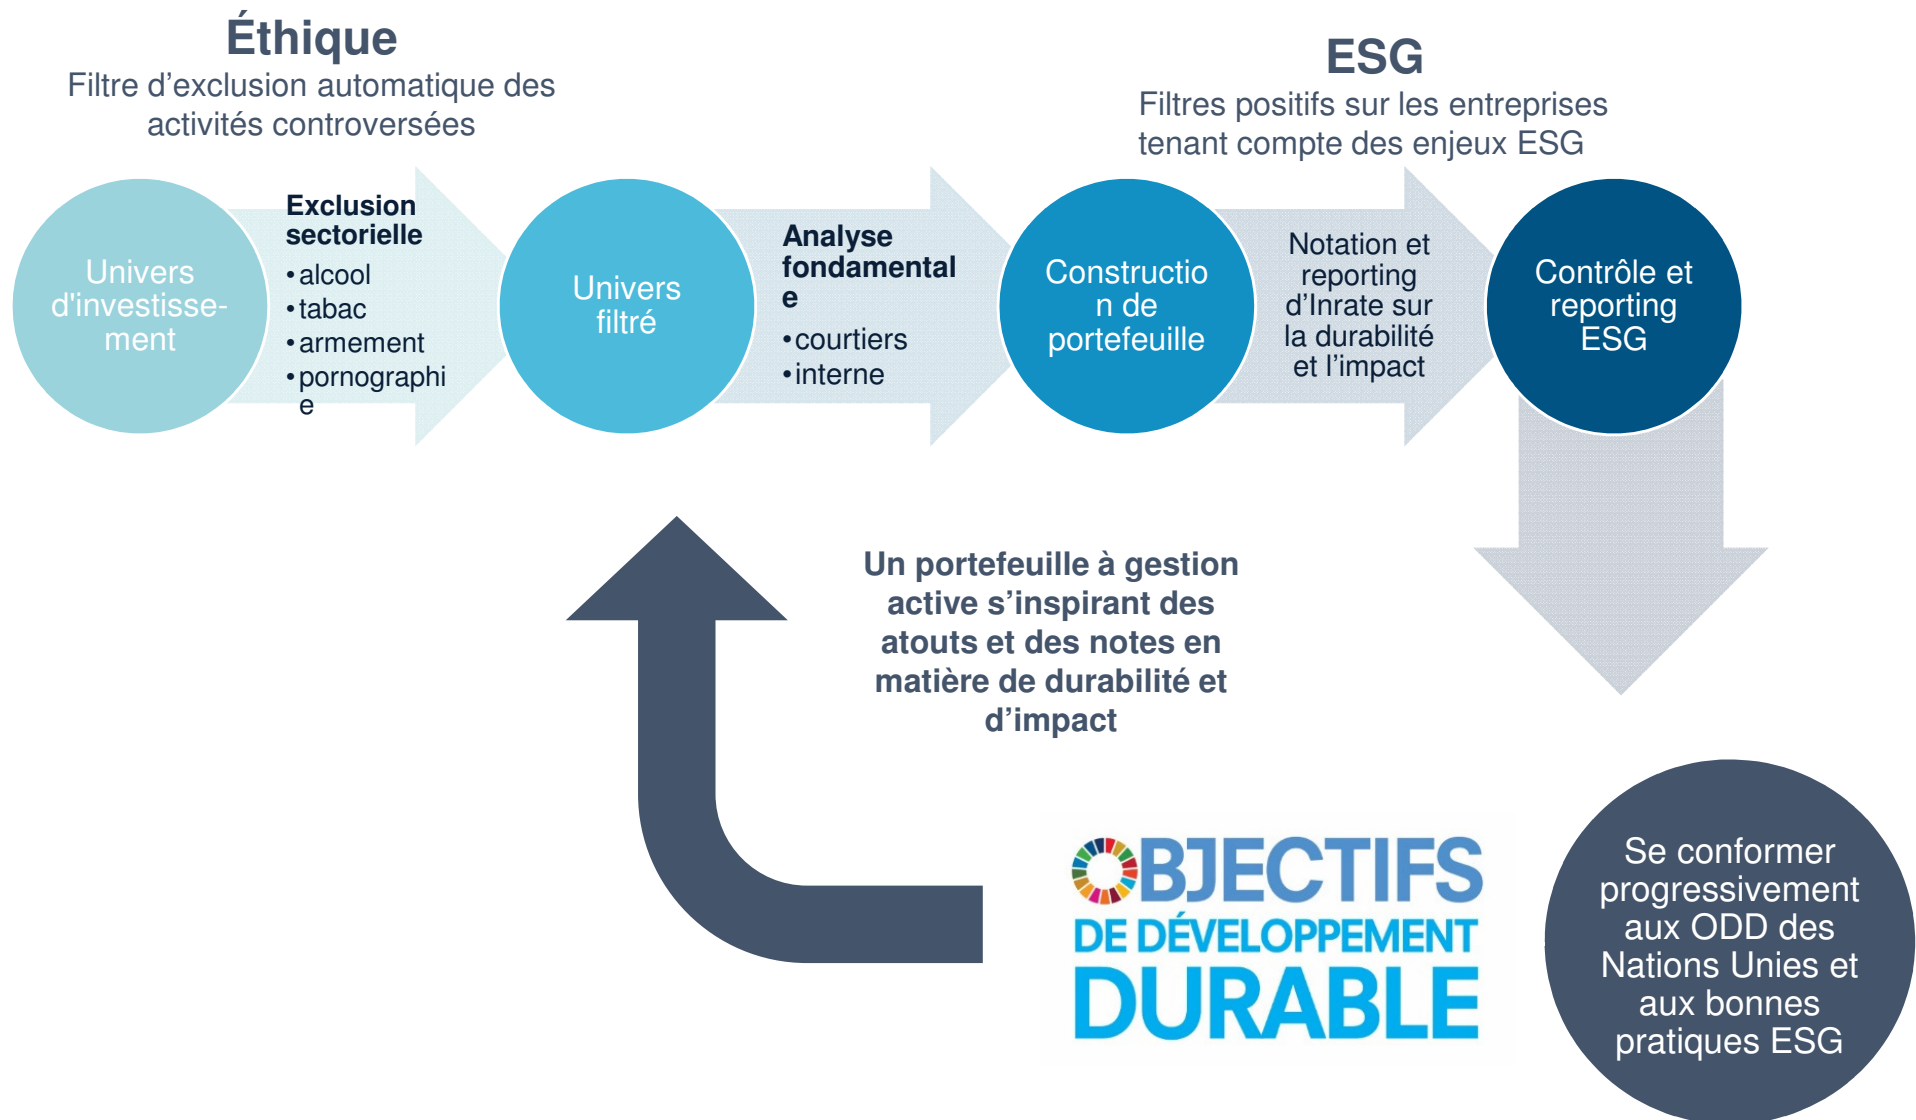 Éthique
Filtre d’exclusion automatique des
activités controversées
ESG
Filtres positifs sur les entreprises
tenant compte des enjeux ESG
Univers
d'investisse-
ment
Exclusion
sectorielle
• alcool
• tabac
• armement
• pornographi
e
Univers
filtré
Analyse
fondamental
e
• courtiers
• interne
Constructio
n de
portefeuille
Notation et
reporting
d’Inrate sur
la durabilité
et l’impact
Contrôle et
reporting
ESG
Un portefeuille à gestion
active s’inspirant des
atouts et des notes en
matière de durabilité et
d’impact
OBJECTIFS
DE DÉVELOPPEMENT
DURABLE
Se conformer
progressivement
aux ODD des
Nations Unies et
aux bonnes
pratiques ESG